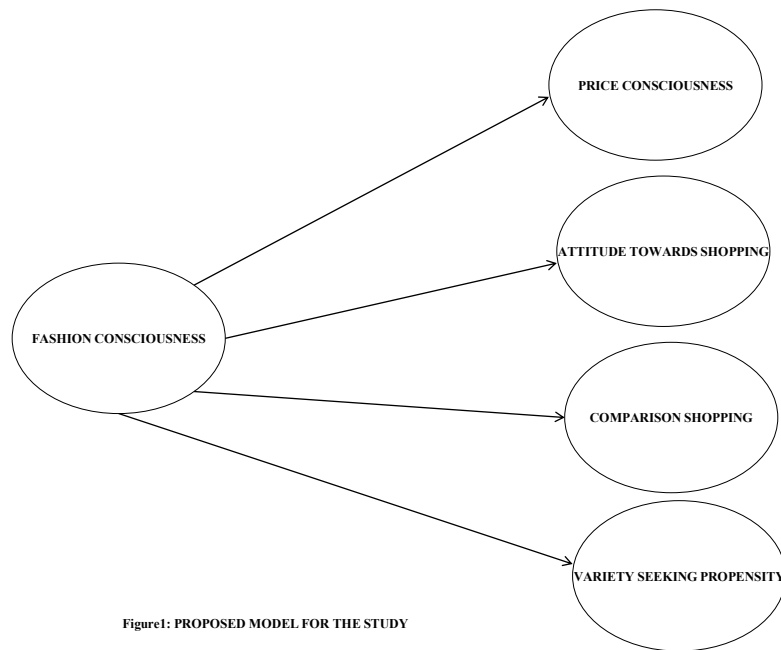 PRICE CONSCIOUSNESS
ATTITUDE TOWARDS SHOPPING
FASHION CONSCIOUSNESS
COMPARISON SHOPPING
VARIETY SEEKING PROPENSITY
Figure1: PROPOSED MODEL FOR THE STUDY